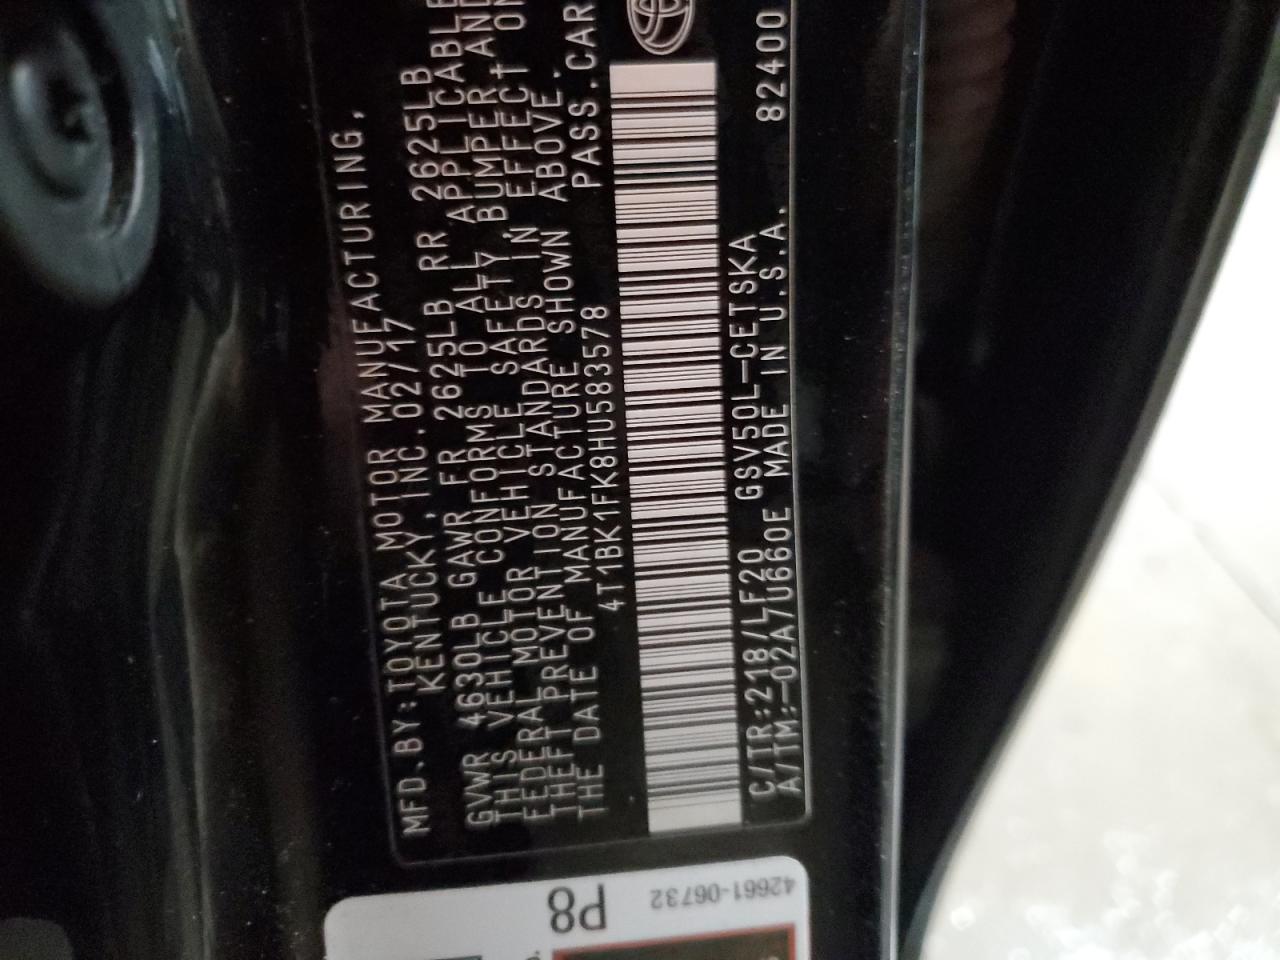 MFD.BY:TOYOTA MOTOR MANUFACTURING,
KENTUCKY,INC.02/17
GVWR 4630LB GAWR FR 2625LB RR 2625LB
THIS VEHICLE CONFORMS TO ALL APPLICABLE
FEDERAL MOTOR VEHICLE SAFETY,BUMPER AND
THEFT PREVENTION STANDARDS IN EFFECT ON
THE DATE OF MANUFACTURE SHOWN ABOVE.
4T1BK1FK8HU583578 PASS.CAR
C/TR:218/LF20 GSV50L-CETSKA
A/TM:-02A/U660E MADE IN U.S.A. 82400
42661-06732
P8